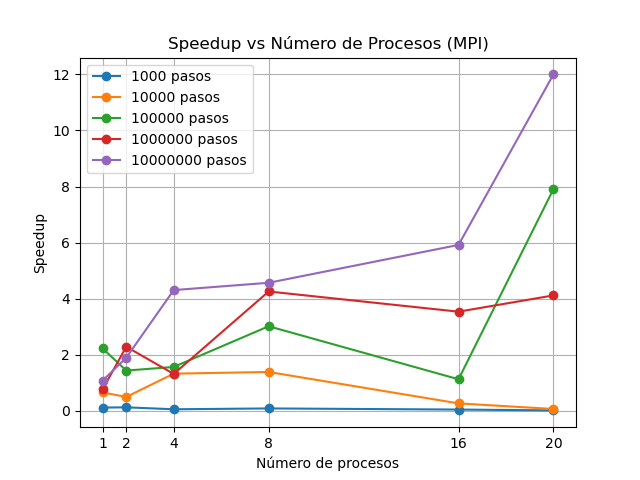 Speedup vs Número de Procesos (MPI)
1000 pasos
10000 pasos
100000 pasos
1000000 pasos
10000000 pasos
Speedup
12
10
8
6
4
2
0
1 2 4 8 16 20
Número de procesos